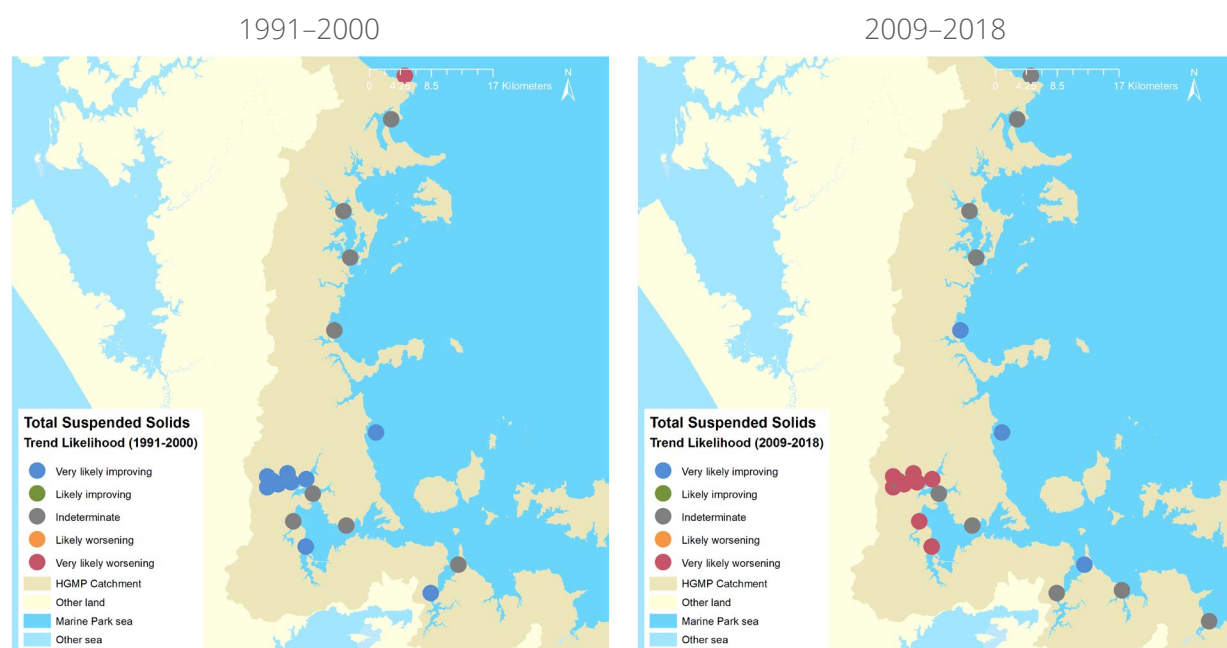 1991–2000
2009–2018
0 4.25 8.5 17 Kilometers
N
Total Suspended Solids
Trend Likelihood (1991-2000)
Very likely improving
Likely improving
Indeterminate
Likely worsening
Very likely worsening
HGMP Catchment
Other land
Marine Park sea
Other sea
0 4.25 8.5 17 Kilometers
N
Total Suspended Solids
Trend Likelihood (2009-2018)
Very likely improving
Likely improving
Indeterminate
Likely worsening
Very likely worsening
HGMP Catchment
Other land
Marine Park sea
Other sea